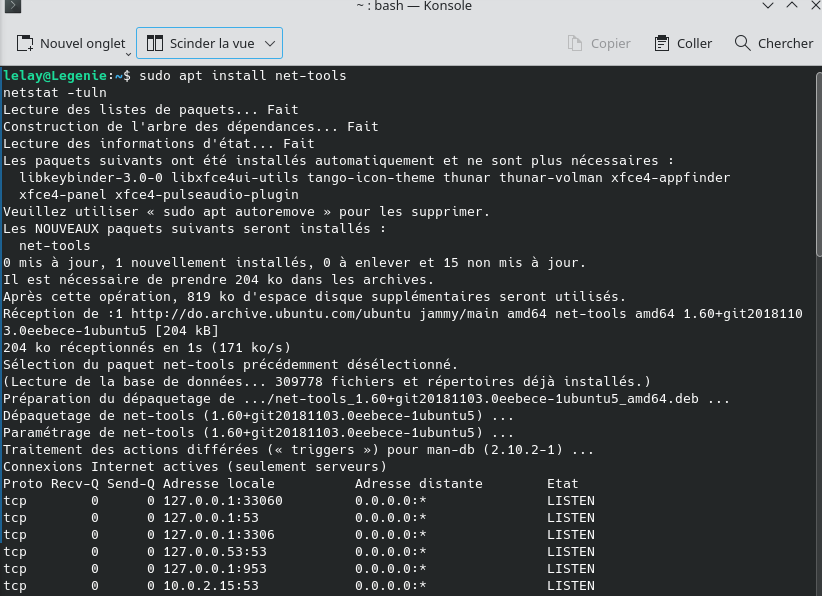 ~ : bash — Konsole
Nouvel onglet Scinder la vue Copier Coller Chercher
lelay@Legenie:~$ sudo apt install net-tools
netstat -tuln
Lecture des listes de paquets... Fait
Construction de l'arbre des dépendances... Fait
Lecture des informations d'état... Fait
Les paquets suivants ont été installés automatiquement et ne sont plus nécessaires :
  libkeybinder-3.0-0 libxfce4ui-utils tango-icon-theme thunar thunar-volman xfce4-appfinder
  xfce4-panel xfce4-pulseaudio-plugin
Veuillez utiliser « sudo apt autoremove » pour les supprimer.
Les NOUVEAUX paquets suivants seront installés :
  net-tools
0 mis à jour, 1 nouvellement installés, 0 à enlever et 15 non mis à jour.
Il est nécessaire de prendre 204 ko dans les archives.
Après cette opération, 819 ko d'espace disque supplémentaires seront utilisés.
Réception de :1 http://do.archive.ubuntu.com/ubuntu jammy/main amd64 net-tools amd64 1.60+git2018110
3.0eebece-1ubuntu5 [204 kB]
204 ko réceptionnés en 1s (171 ko/s)
Sélection du paquet net-tools précédemment désélectionné.
(Lecture de la base de données... 309778 fichiers et répertoires déjà installés.)
Préparation du dépaquetage de .../net-tools_1.60+git20181103.0eebece-1ubuntu5_amd64.deb ...
Dépaquetage de net-tools (1.60+git20181103.0eebece-1ubuntu5) ...
Paramétrage de net-tools (1.60+git20181103.0eebece-1ubuntu5) ...
Traitement des actions différées (« triggers ») pour man-db (2.10.2-1) ...
Connexions Internet actives (seulement serveurs)
Proto Recv-Q Send-Q Adresse locale          Adresse distante        Etat
tcp        0      0 127.0.0.1:33060         0.0.0.0:*               LISTEN
tcp        0      0 127.0.0.1:53            0.0.0.0:*               LISTEN
tcp        0      0 127.0.0.1:3306          0.0.0.0:*               LISTEN
tcp        0      0 127.0.0.53:53           0.0.0.0:*               LISTEN
tcp        0      0 127.0.0.1:953           0.0.0.0:*               LISTEN
tcp        0      0 10.0.2.15:53            0.0.0.0:*               LISTEN